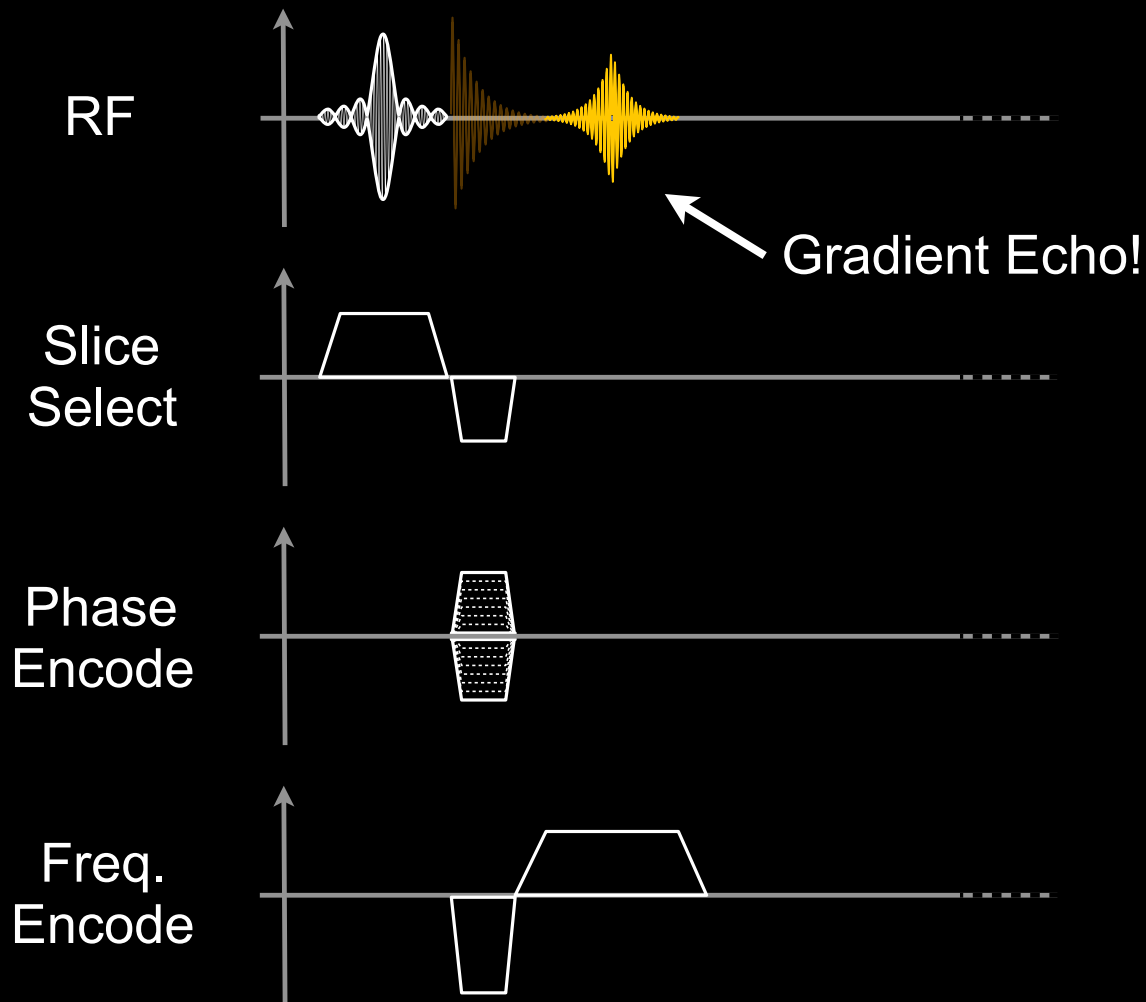 RF
Gradient Echo!
Slice
Select
Phase
Encode
Freq.
Encode